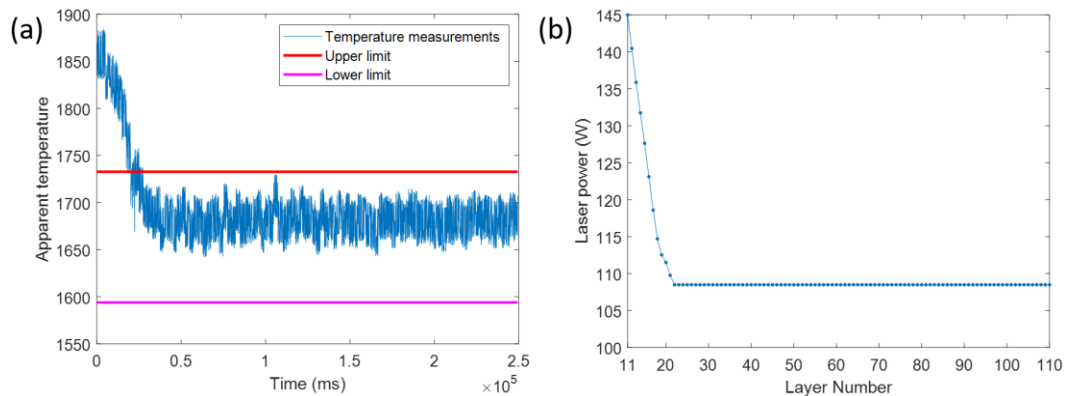 (a)
1900
1850
1800
1750
1700
1650
1600
1550
Apparent temperature
Temperature measurements
Upper limit
Lower limit
0 0.5 1 1.5 2 2.5
×10⁵
Time (ms)
(b)
145
140
135
130
125
120
115
110
105
100
Laser power (W)
11 20 30 40 50 60 70 80 90 100 110
Layer Number